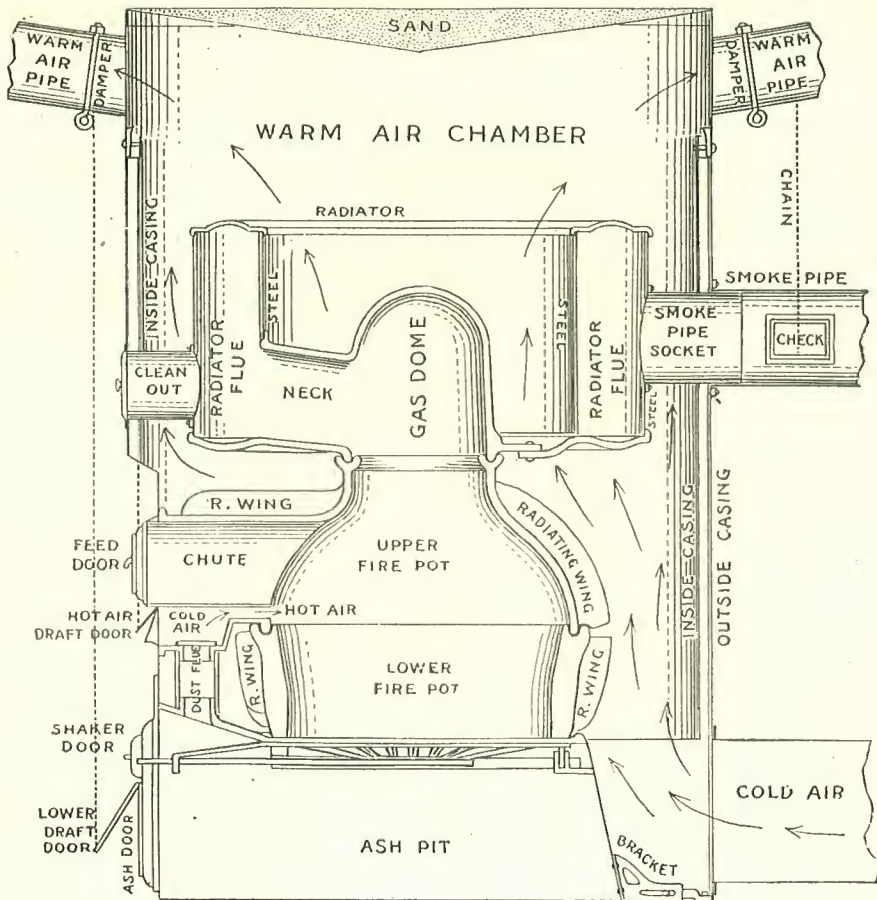 SAND
WARM
AIR
PIPE
DAMPER
DAMPER
WARM
AIR
PIPE
WARM AIR CHAMBER
CHAIN
RADIATOR
INSIDE-CASING
STEEL
STEEL
SMOKE PIPE
SMOKE
PIPE
SOCKET
CHECK
CLEAN
OUT
RADIATOR
FLUE
NECK
GAS DOME
RADIATOR
FLUE
STEEL
R. WING
RADIATING WING
FEED
DOOR
CHUTE
UPPER
FIRE POT
INSIDE-CASING
OUTSIDE CASING
HOT AIR
DRAFT DOOR
COLD
AIR
HOT AIR
DUST FLUE
R. WING
LOWER
FIRE POT
R. WING
SHAKER
DOOR
LOWER
DRAFT
DOOR
ASH DOOR
ASH PIT
BRACKET
COLD AIR